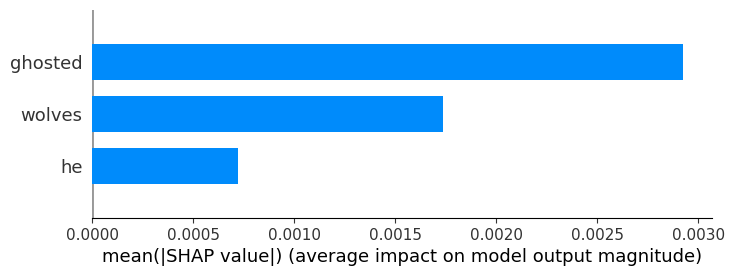 ghosted
wolves
he
0.0000 0.0005 0.0010 0.0015 0.0020 0.0025 0.0030
mean(|SHAP value|) (average impact on model output magnitude)